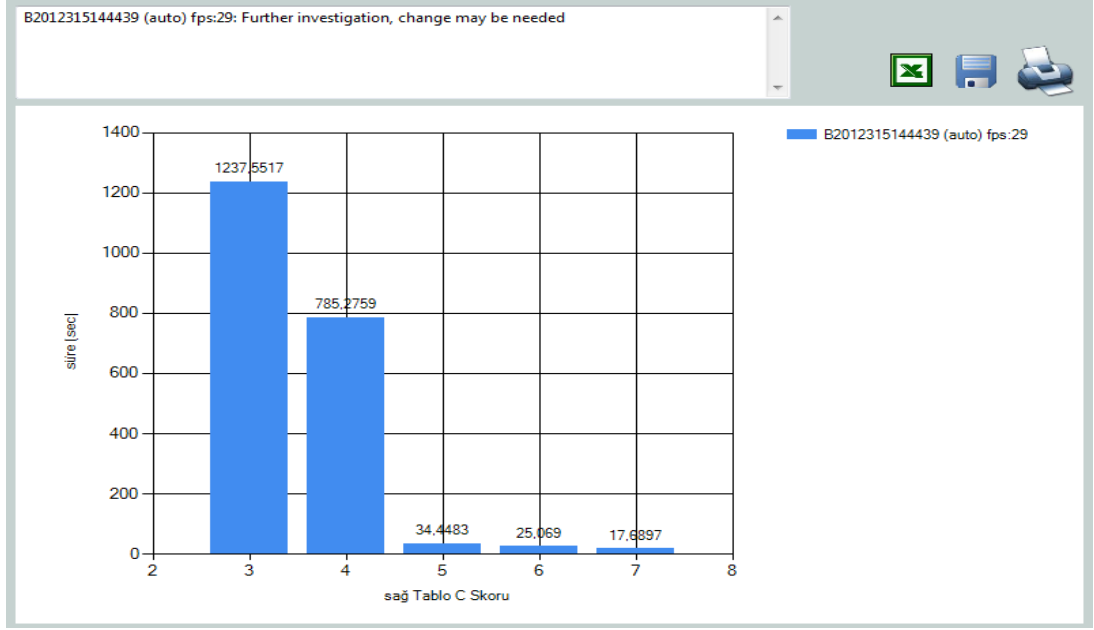 B2012315144439 (auto) fps:29: Further investigation, change may be needed
B2012315144439 (auto) fps:29
1400
1200
1000
800
600
400
200
0
süre [sec]
1237,5517
785,2759
34,4483
25,069
17,6897
2 3 4 5 6 7 8
sağ Tablo C Skoru